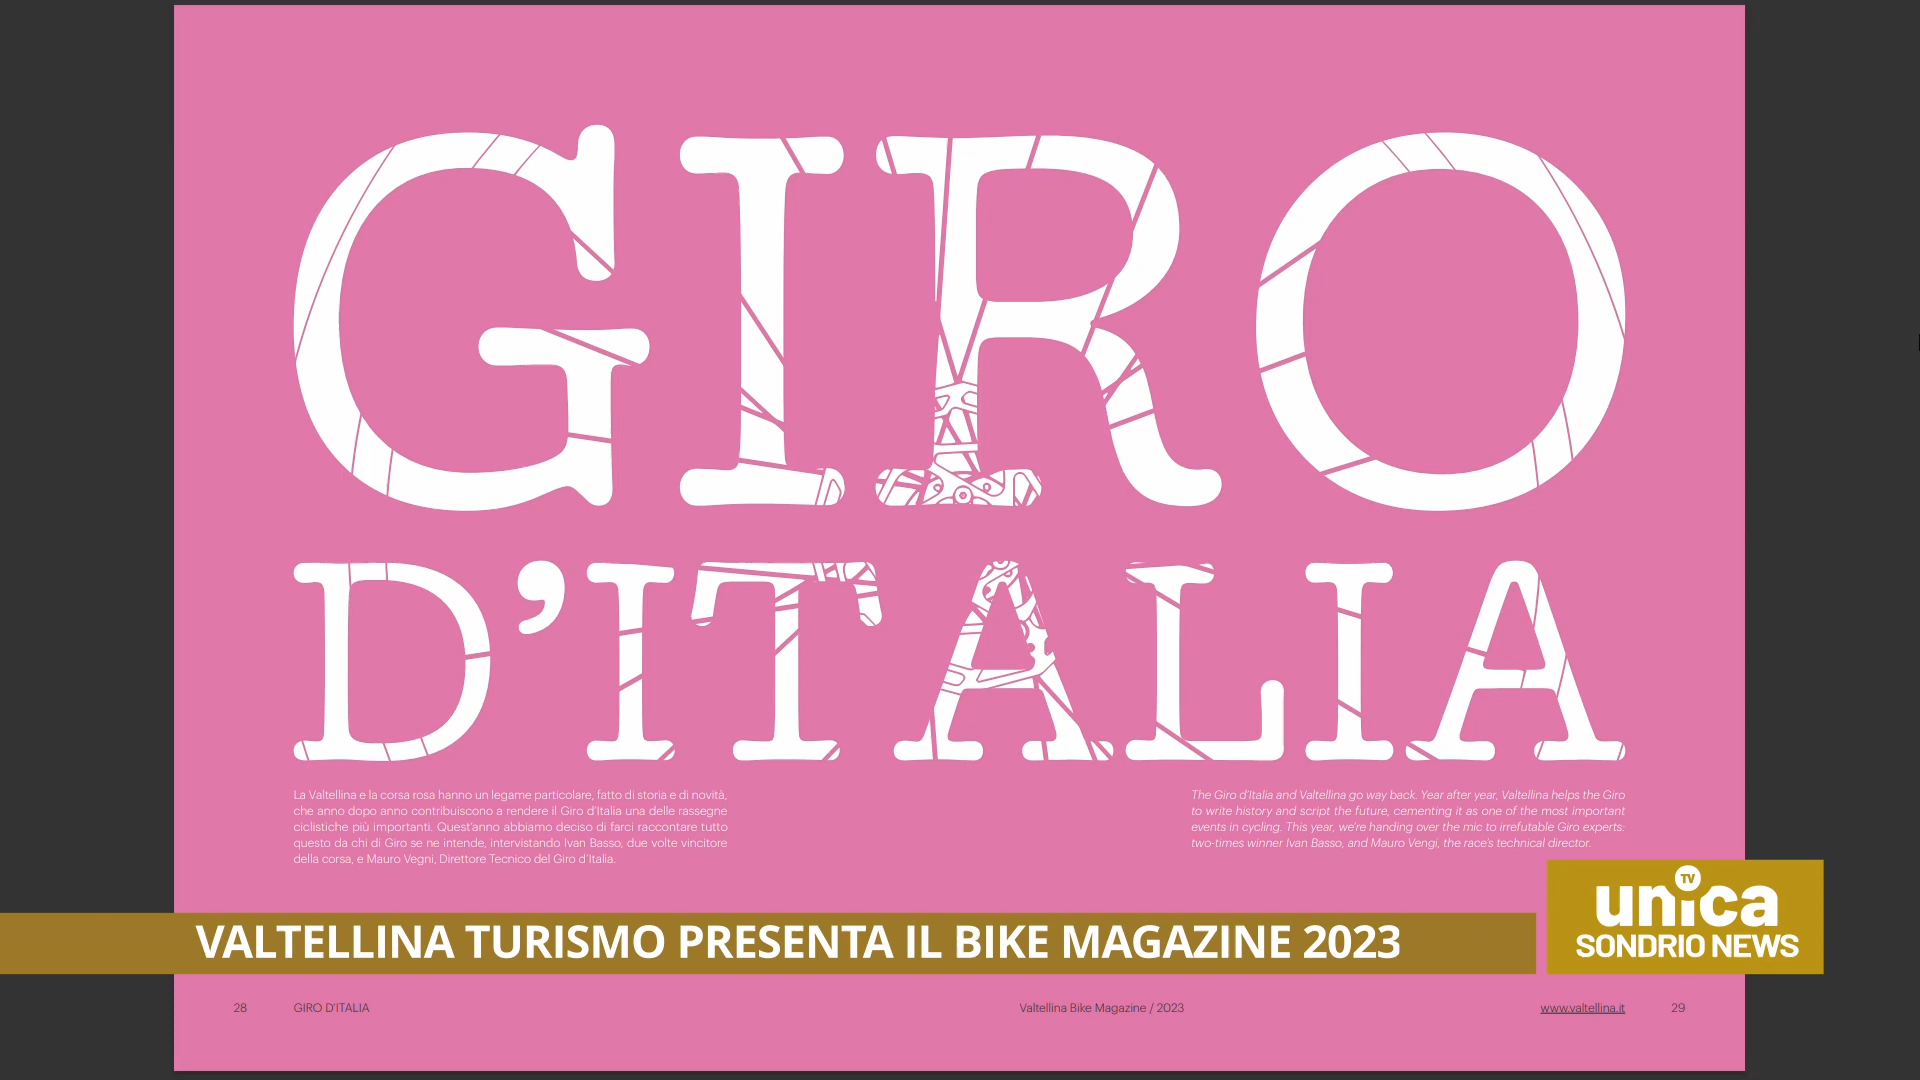 GIRO
D’ITALIA
La Valtellina e la corsa rosa hanno un legame particolare, fatto di storia e di novità,
che anno dopo anno contribuiscono a rendere il Giro d’Italia una delle rassegne
ciclistiche più importanti. Quest’anno abbiamo deciso di farci raccontare tutto
questo da chi di Giro se ne intende, intervistando Ivan Basso, due volte vincitore
della corsa, e Mauro Vegni, Direttore Tecnico del Giro d’Italia.
The Giro d’Italia and Valtellina go way back. Year after year, Valtellina helps the Giro
to write history and script the future, cementing it as one of the most important
events in cycling. This year, we’re handing over the mic to irrefutable Giro experts:
two-times winner Ivan Basso, and Mauro Vengi, the race’s technical director.
VALTELLINA TURISMO PRESENTA IL BIKE MAGAZINE 2023
TV
unica
SONDRIO NEWS
28 GIRO D’ITALIA Valtellina Bike Magazine / 2023 www.valtellina.it 29